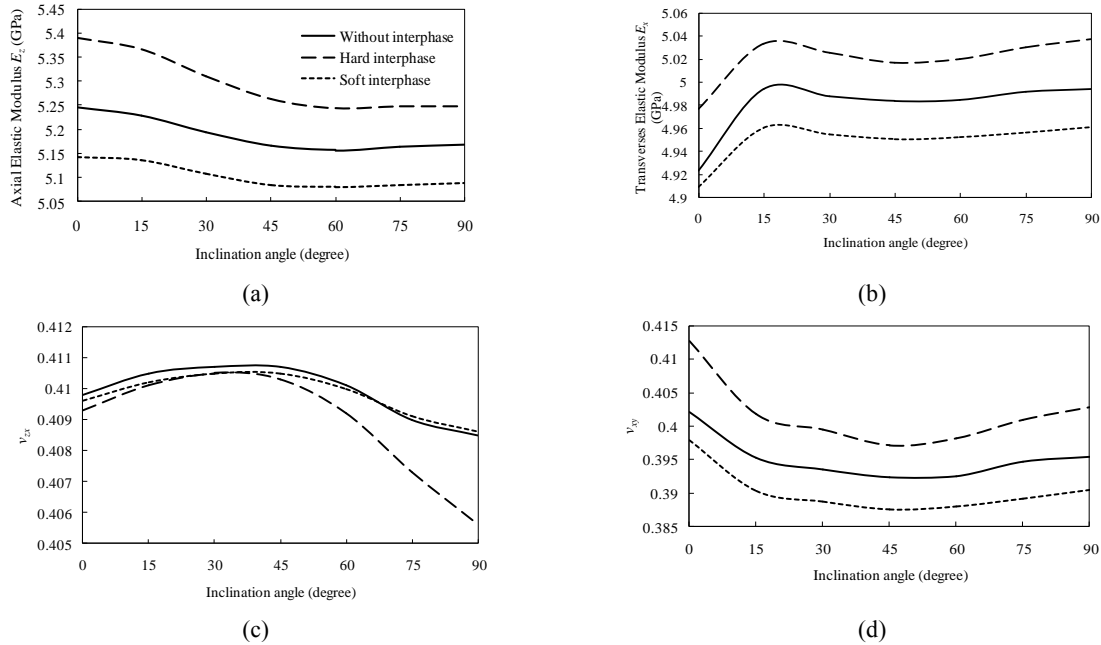 5.45
5.4
5.35
5.3
5.25
5.2
5.15
5.1
5.05
Axial Elastic Modulus Ez (GPa)
Without interphase
Hard interphase
Soft interphase
0 15 30 45 60 75 90
Inclination angle (degree)
(a)
5.06
5.04
5.02
5
4.98
4.96
4.94
4.92
4.9
Transverses Elastic Modulus Ex
(GPa)
0 15 30 45 60 75 90
Inclination angle (degree)
(b)
0.412
0.411
0.41
0.409
0.408
0.407
0.406
0.405
νzx
0 15 30 45 60 75 90
Inclination angle (degree)
(c)
0.415
0.41
0.405
0.4
0.395
0.39
0.385
νxy
0 15 30 45 60 75 90
Inclination angle (degree)
(d)